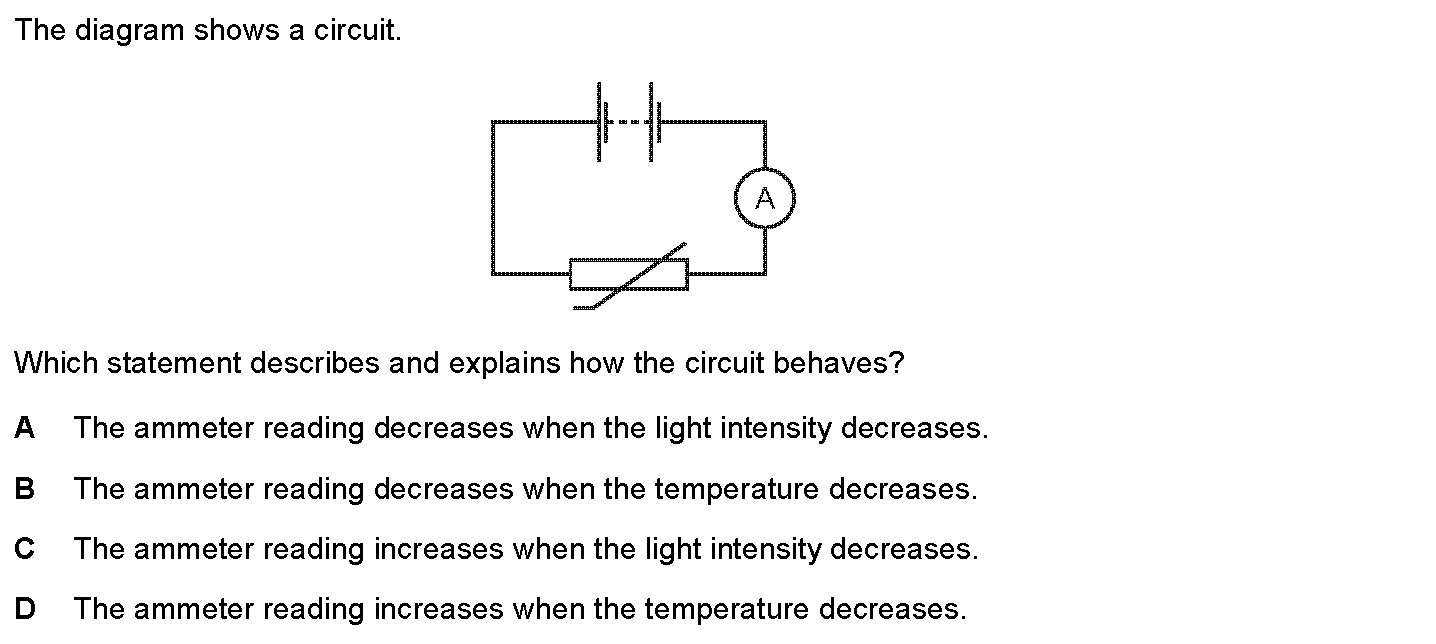 The diagram shows a circuit.
A
Which statement describes and explains how the circuit behaves?
A The ammeter reading decreases when the light intensity decreases.
B The ammeter reading decreases when the temperature decreases.
C The ammeter reading increases when the light intensity decreases.
D The ammeter reading increases when the temperature decreases.